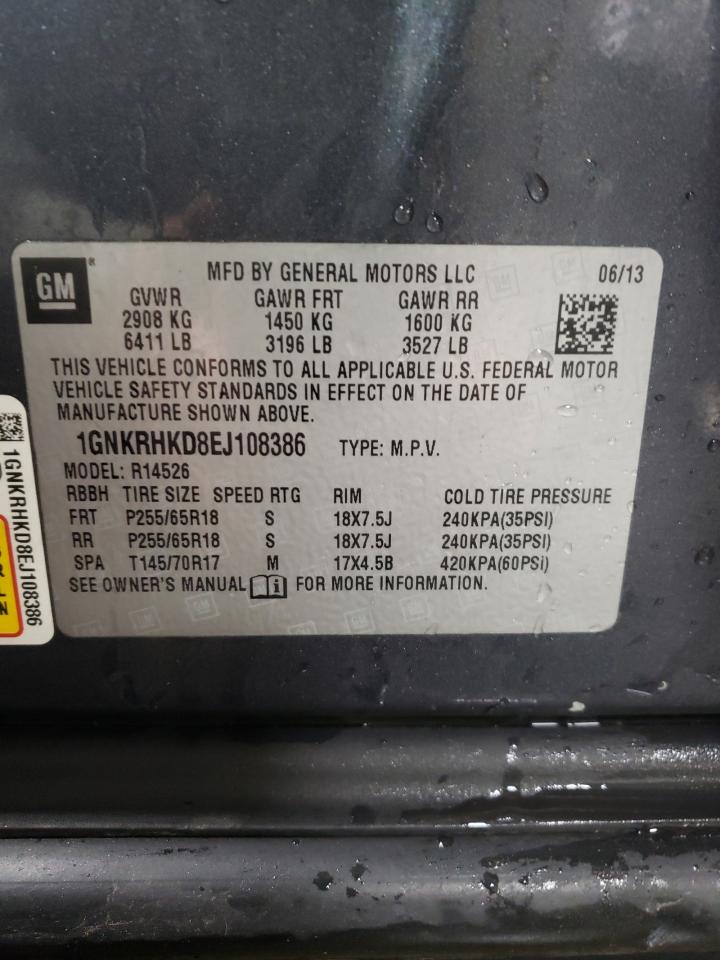 GM
®
MFD BY GENERAL MOTORS LLC 06/13
GVWR GAWR FRT GAWR RR
2908 KG 1450 KG 1600 KG
6411 LB 3196 LB 3527 LB
THIS VEHICLE CONFORMS TO ALL APPLICABLE U.S. FEDERAL MOTOR
VEHICLE SAFETY STANDARDS IN EFFECT ON THE DATE OF
MANUFACTURE SHOWN ABOVE.
1GNKRHKD8EJ108386 TYPE: M.P.V.
MODEL: R14526
RBBH TIRE SIZE SPEED RTG RIM COLD TIRE PRESSURE
FRT P255/65R18 S 18X7.5J 240KPA(35PSI)
RR P255/65R18 S 18X7.5J 240KPA(35PSI)
SPA T145/70R17 M 17X4.5B 420KPA(60PSi)
SEE OWNER'S MANUAL i FOR MORE INFORMATION.
1GNKRHKD8EJ108386